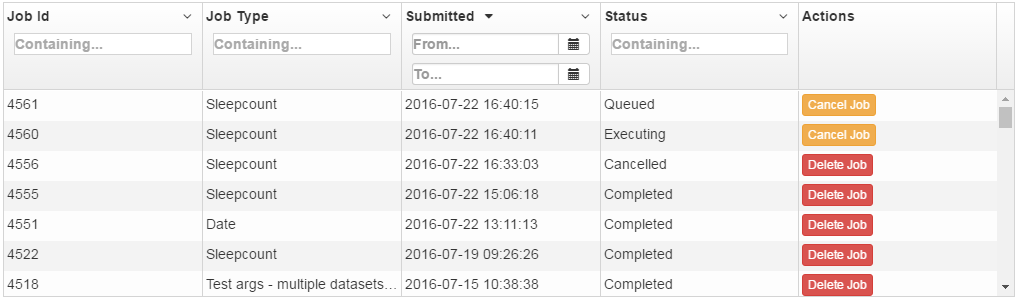 Job Id Job Type Submitted Status Actions
Containing... Containing... From... Containing...
To...
4561 Sleepcount 2016-07-22 16:40:15 Queued Cancel Job
4560 Sleepcount 2016-07-22 16:40:11 Executing Cancel Job
4556 Sleepcount 2016-07-22 16:33:03 Cancelled Delete Job
4555 Sleepcount 2016-07-22 15:06:18 Completed Delete Job
4551 Date 2016-07-22 13:11:13 Completed Delete Job
4522 Sleepcount 2016-07-19 09:26:26 Completed Delete Job
4518 Test args - multiple datasets... 2016-07-15 10:38:38 Completed Delete Job